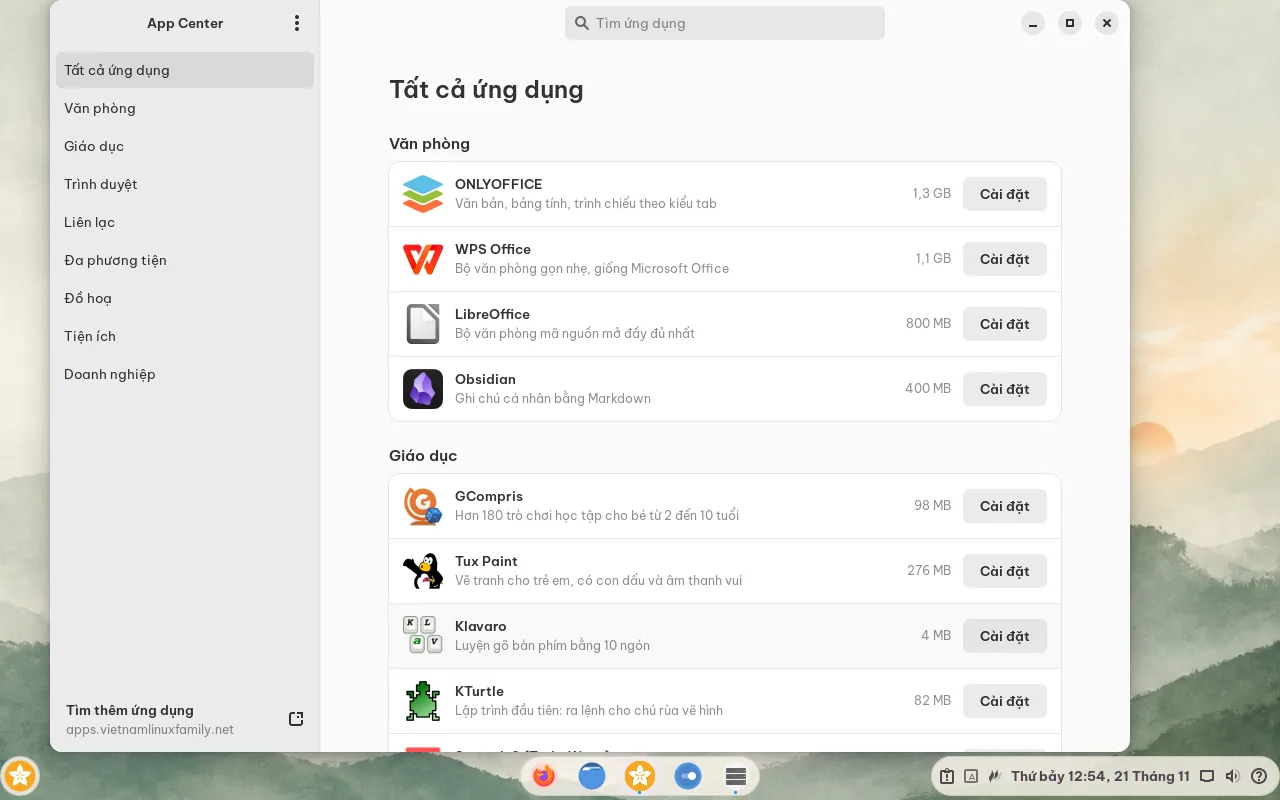 App Center
Tìm ứng dụng
Tất cả ứng dụng
Văn phòng
Giáo dục
Trình duyệt
Liên lạc
Đa phương tiện
Đồ hoạ
Tiện ích
Doanh nghiệp
Tìm thêm ứng dụng
apps.vietnamlinuxfamily.net
Tất cả ứng dụng
Văn phòng
ONLYOFFICE
Văn bản, bảng tính, trình chiếu theo kiểu tab
1,3 GB
Cài đặt
WPS Office
Bộ văn phòng gọn nhẹ, giống Microsoft Office
1,1 GB
Cài đặt
LibreOffice
Bộ văn phòng mã nguồn mở đầy đủ nhất
800 MB
Cài đặt
Obsidian
Ghi chú cá nhân bằng Markdown
400 MB
Cài đặt
Giáo dục
GCompris
Hơn 180 trò chơi học tập cho bé từ 2 đến 10 tuổi
98 MB
Cài đặt
Tux Paint
Vẽ tranh cho trẻ em, có con dấu và âm thanh vui
276 MB
Cài đặt
Klavaro
Luyện gõ bàn phím bằng 10 ngón
4 MB
Cài đặt
KTurtle
Lập trình đầu tiên: ra lệnh cho chú rùa vẽ hình
82 MB
Cài đặt
Thứ bảy 12:54, 21 Tháng 11